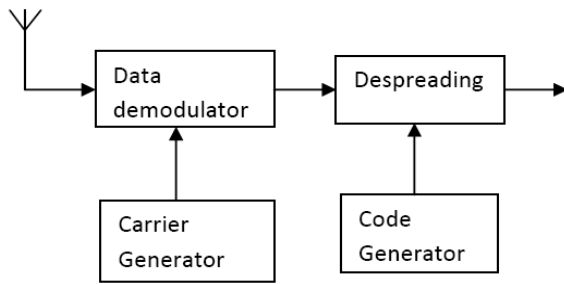 Data
demodulator
Despreading
Carrier
Generator
Code
Generator